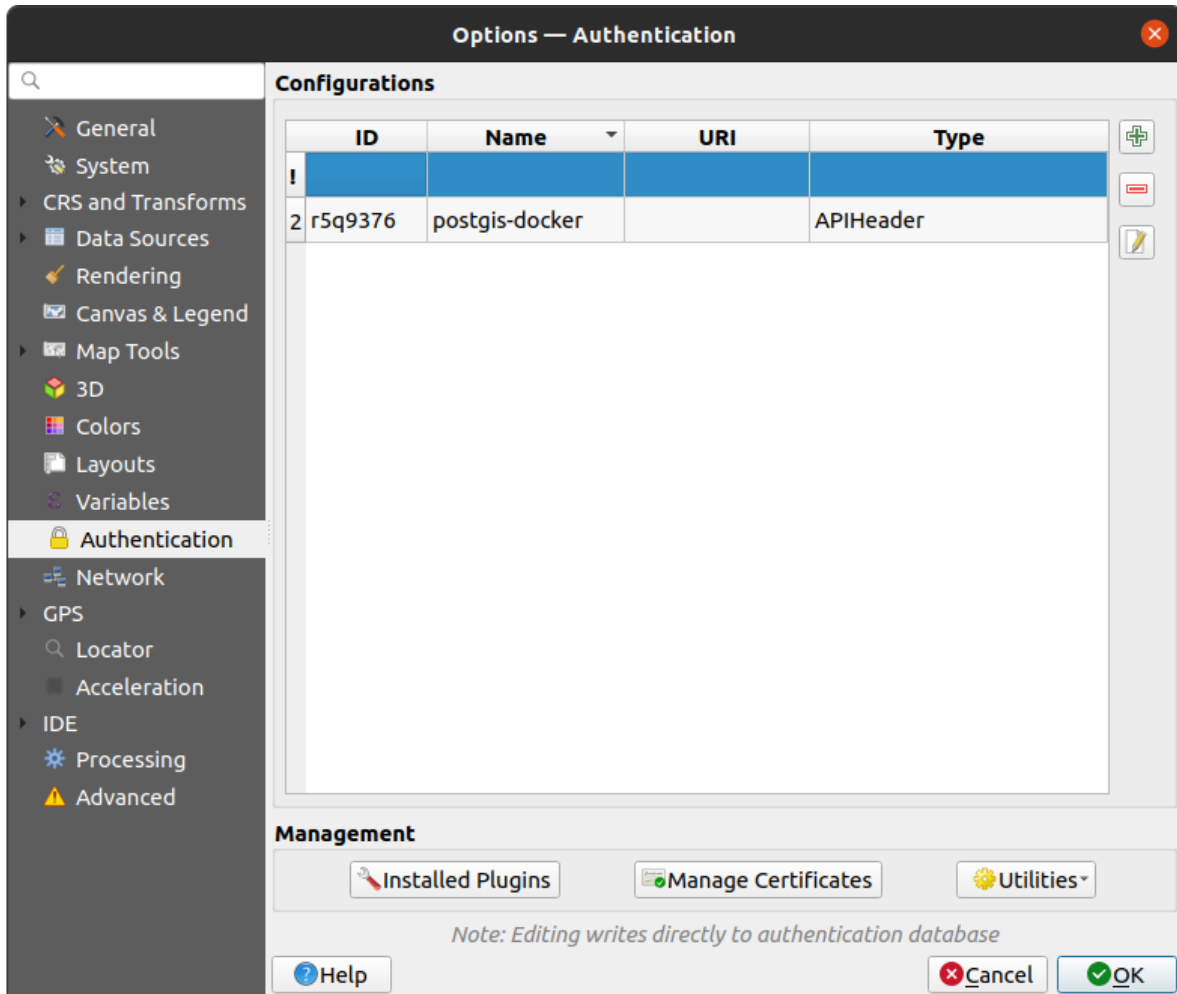 Options — Authentication
General
System
CRS and Transforms
Data Sources
Rendering
Canvas & Legend
Map Tools
3D
Colors
Layouts
Variables
Authentication
Network
GPS
Locator
Acceleration
IDE
Processing
Advanced
Configurations
ID Name URI Type
!
2 r5q9376 postgis-docker APIHeader
Management
Installed Plugins Manage Certificates Utilities
Note: Editing writes directly to authentication database
Help Cancel OK